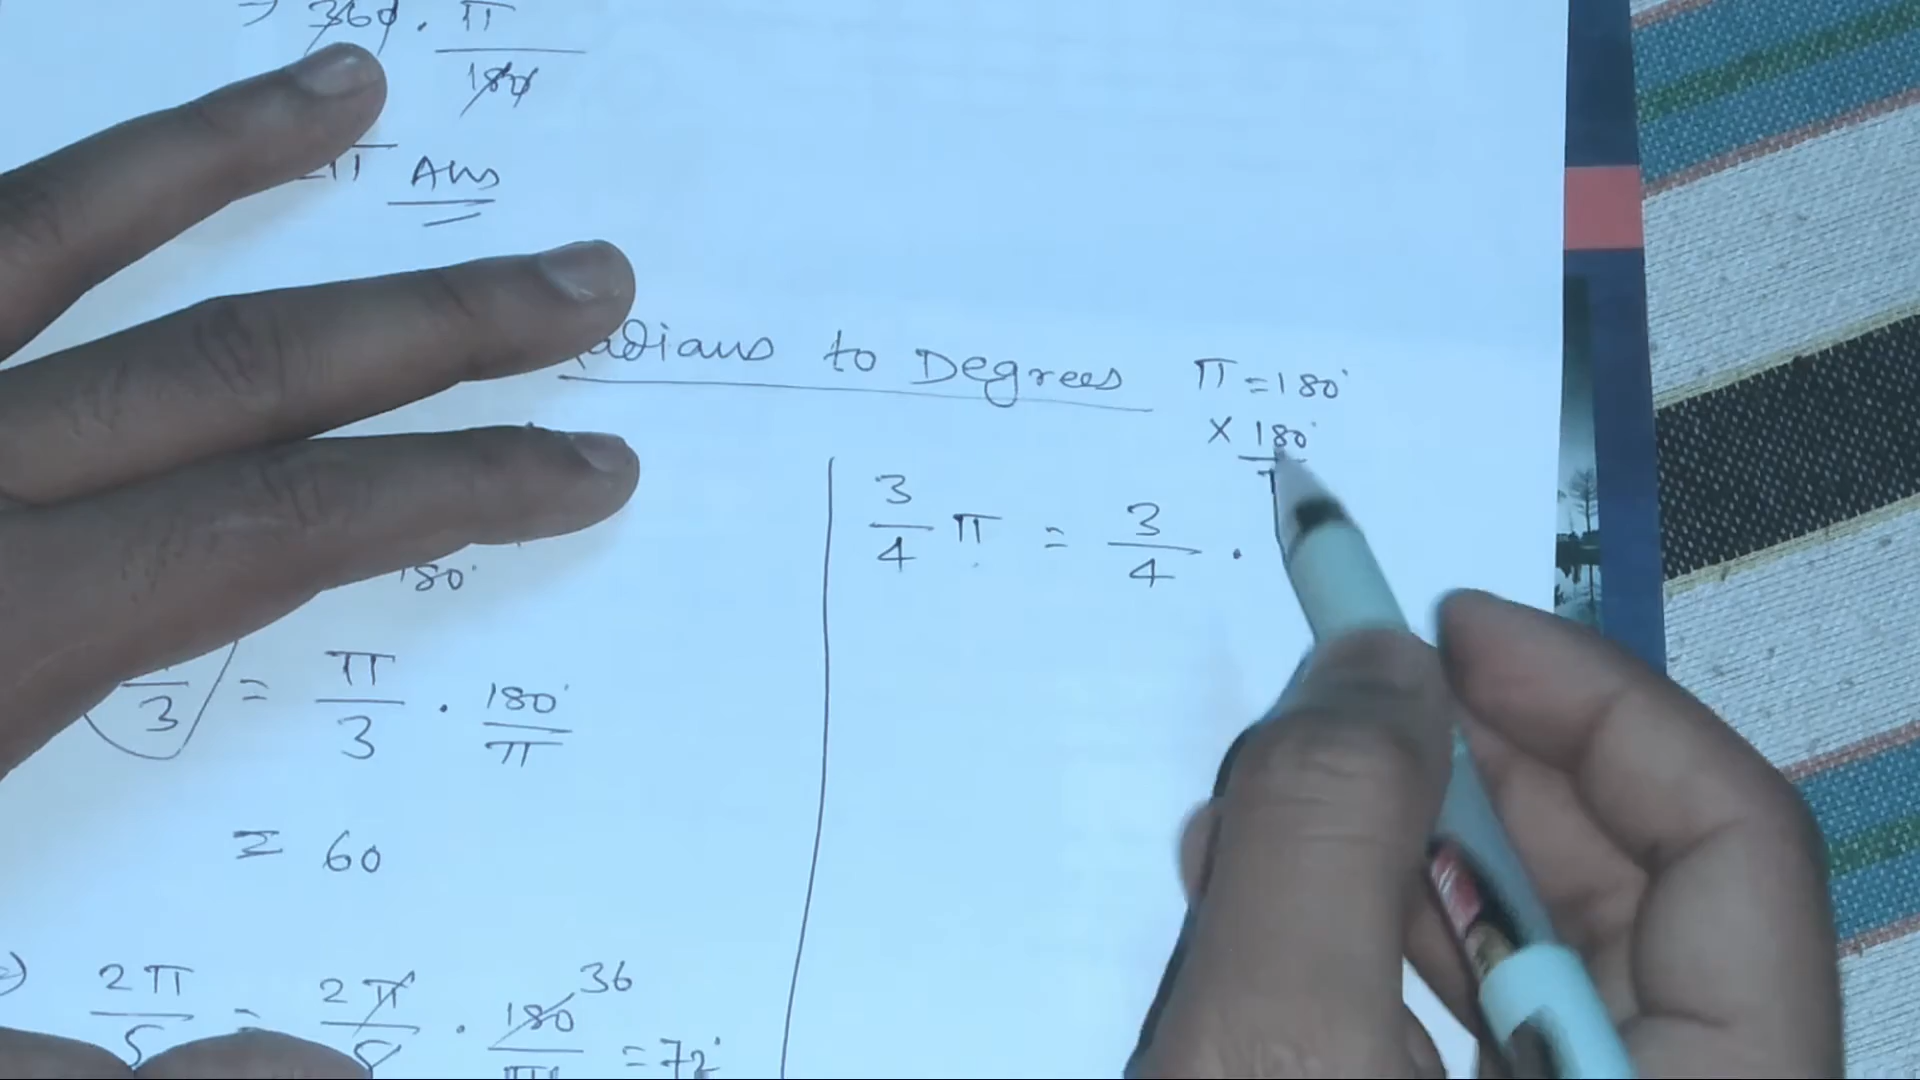 → 360 . π
180
2π Ans
Radians to Degrees π = 180°
× 180°
3/4 π = 3/4 .
180°
3 = π/3 . 180°/π
= 60
2π/5 = 2π/5 . 180 36 = 72°